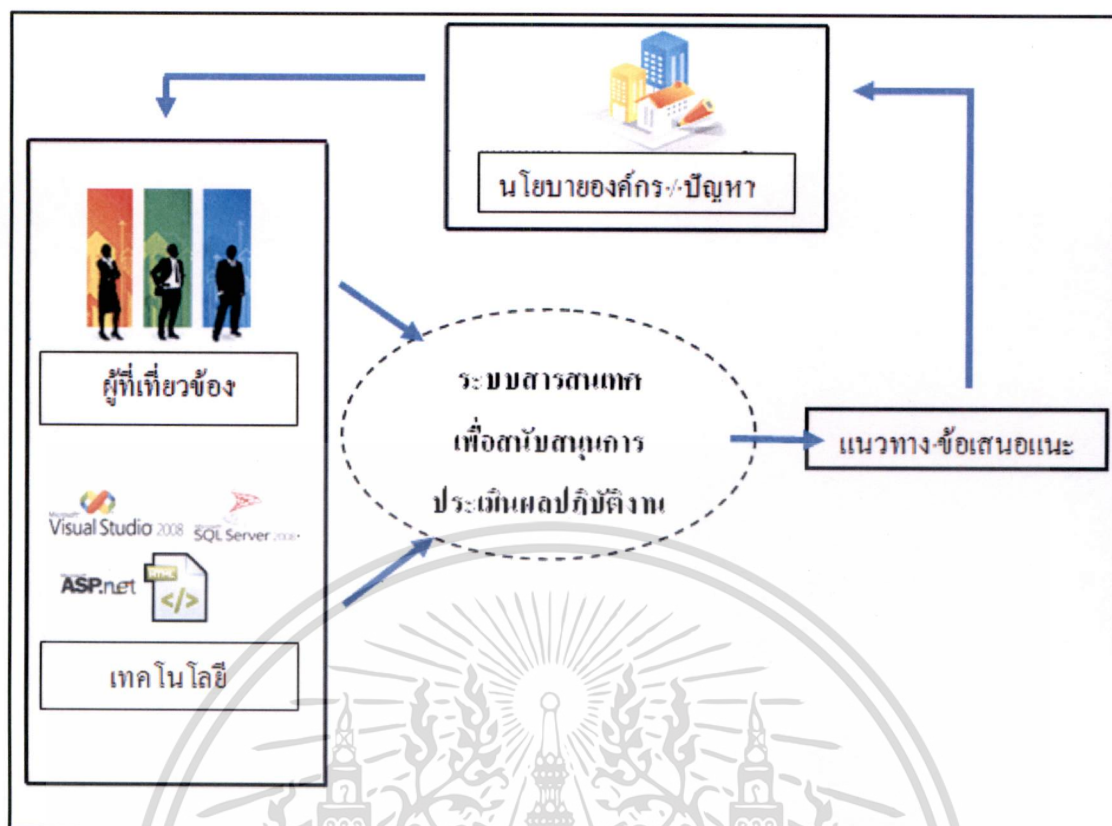 นโยบายองค์กร / ปัญหา
ผู้ที่เที่ยวข้อง
Visual Studio 2008
SQL Server 2008
ASP.net
HTML
</>
เทคโนโลยี
ระบบสารสนเทศ
เพื่อสนับสนุนการ
ประเมินผลปฏิบัติงาน
แนวทาง ข้อเสนอแนะ